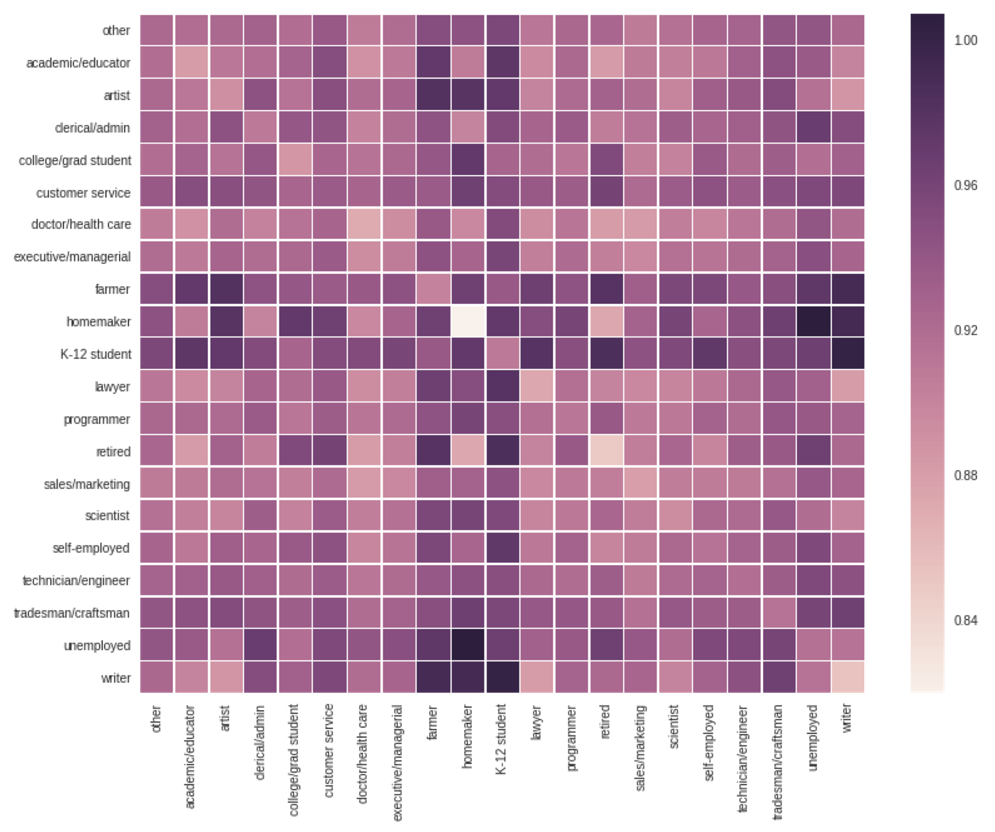 other
academic/educator
artist
clerical/admin
college/grad student
customer service
doctor/health care
executive/managerial
farmer
homemaker
K-12 student
lawyer
programmer
retired
sales/marketing
scientist
self-employed
technician/engineer
tradesman/craftsman
unemployed
writer
other
academic/educator
artist
clerical/admin
college/grad student
customer service
doctor/health care
executive/managerial
farmer
homemaker
K-12 student
lawyer
programmer
retired
sales/marketing
scientist
self-employed
technician/engineer
tradesman/craftsman
unemployed
writer
1.00
0.96
0.92
0.88
0.84